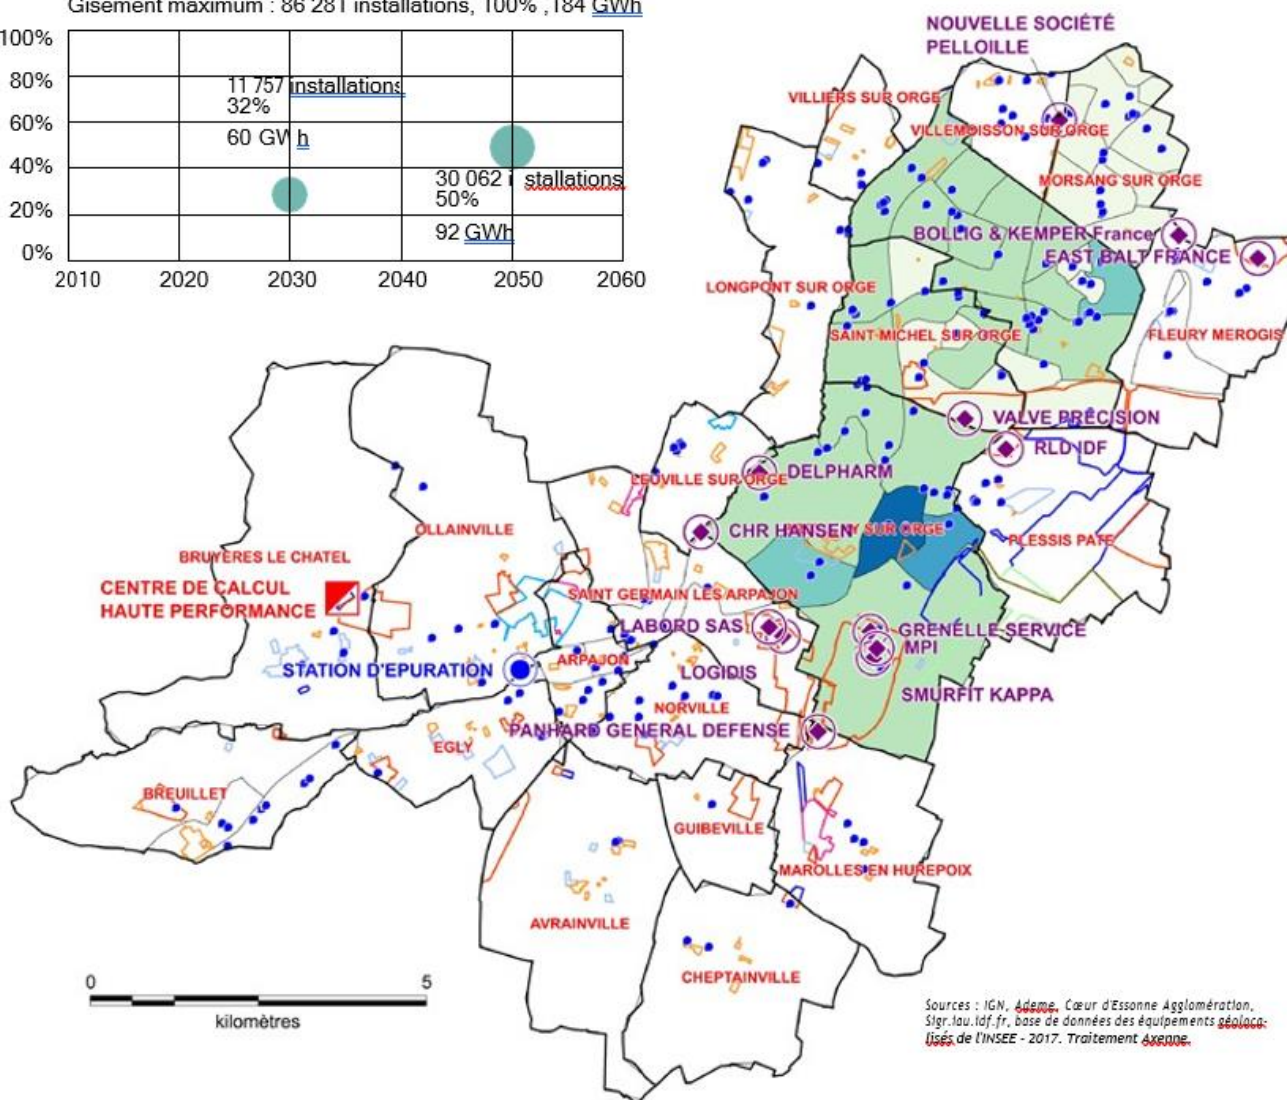 Gisement maximum : 86 281 installations, 100% ,184 GWh
100%
80%
60%
40%
20%
0%
11 757 installations
32%
60 GWh
30 062 i stallations
50%
92 GWh
2010 2020 2030 2040 2050 2060
NOUVELLE SOCIÉTÉ
PELLOILLE
VILLIERS SUR ORGE
VILLEMOISSON SUR ORGE
MORSANG SUR ORGE
BOLLIG & KEMPER France
EAST BALT FRANCE
LONGPONT SUR ORGE
SAINT MICHEL SUR ORGE
FLEURY MEROGIS
VALVE PRÉCISION
RLD IDF
DELPHARM
LEUVILLE SUR ORGE
CHR HANSEN
Y SUR ORGE
PLESSIS PATE
OLLAINVILLE
BRUYERES LE CHATEL
CENTRE DE CALCUL
HAUTE PERFORMANCE
SAINT GERMAIN LES ARPAJON
LABORD SAS
GRENELLE SERVICE
MPI
STATION D'EPURATION
ARPAJON
LOGIDIS
SMURFIT KAPPA
NORVILLE
PANHARD GENERAL DEFENSE
EGLY
BREUILLET
GUIBEVILLE
MAROLLES EN HUREPOIX
AVRAINVILLE
CHEPTAINVILLE
0 5
kilomètres
Sources : IGN, Ademe, Cœur d'Essonne Agglomération,
Sigr.iau.idf.fr, base de données des équipements géoloca-
lisés de l'INSEE - 2017. Traitement Axenne.